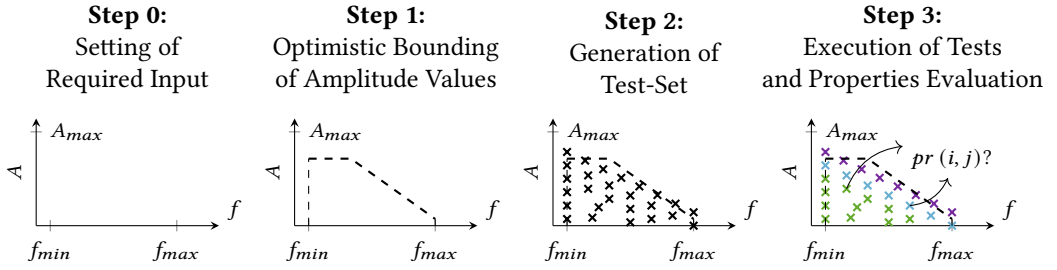 Step 0:
Setting of
Required Input
A_max
A
f
f_min
f_max
Step 1:
Optimistic Bounding
of Amplitude Values
A_max
A
f
f_min
f_max
Step 2:
Generation of
Test-Set
A_max
A
f
f_min
f_max
Step 3:
Execution of Tests
and Properties Evaluation
A_max
pr (i, j)?
A
f
f_min
f_max